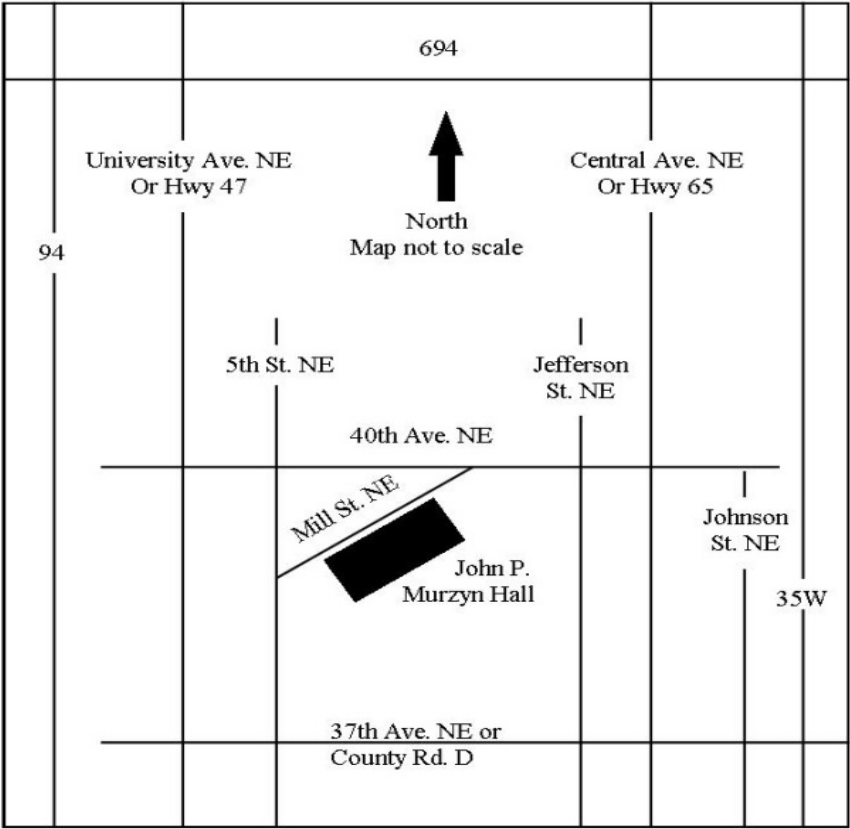 694
University Ave. NE
Or Hwy 47
Central Ave. NE
Or Hwy 65
North
Map not to scale
94
5th St. NE
Jefferson
St. NE
40th Ave. NE
Mill St. NE
Johnson
St. NE
John P.
Murzyn Hall
35W
37th Ave. NE or
County Rd. D